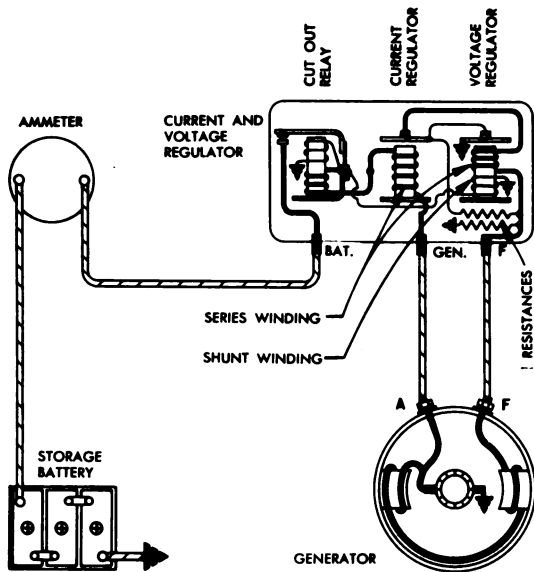 CUT OUT
RELAY
CURRENT
REGULATOR
VOLTAGE
REGULATOR
AMMETER
CURRENT AND
VOLTAGE
REGULATOR
BAT.
GEN.
F
SERIES WINDING
SHUNT WINDING
RESISTANCES
A
F
STORAGE
BATTERY
GENERATOR